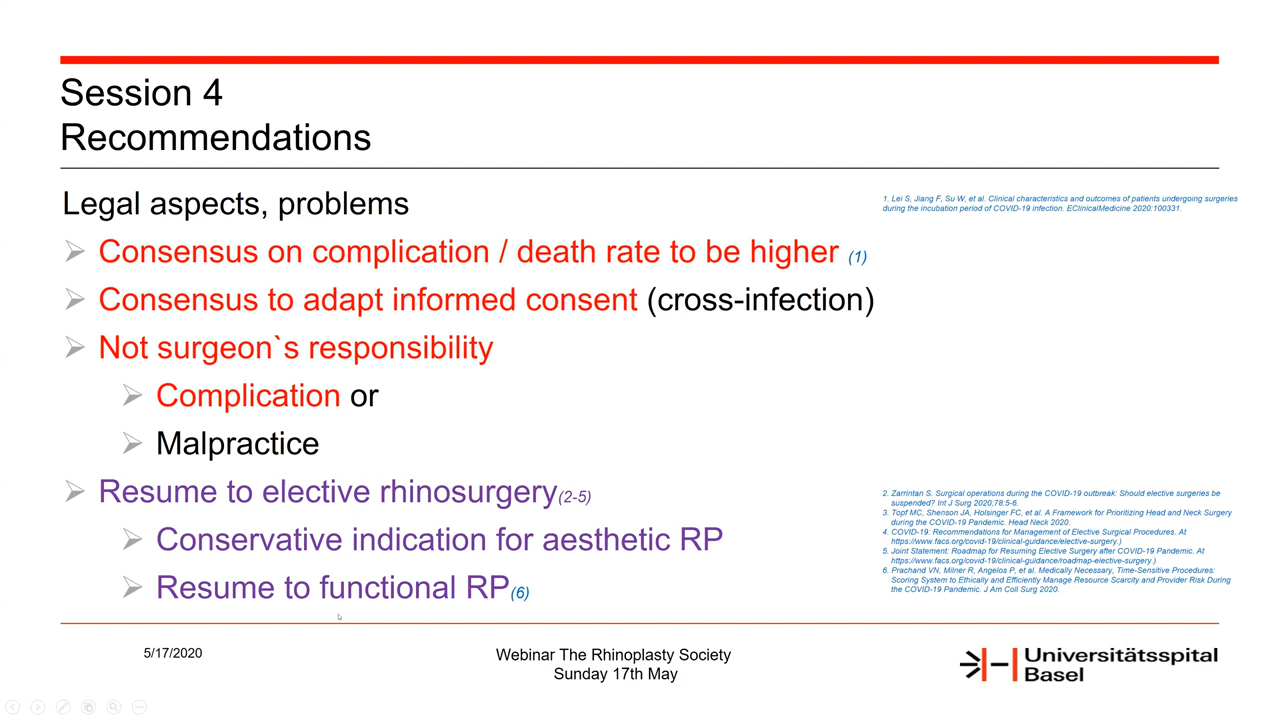 Session 4
Recommendations
Legal aspects, problems
Consensus on complication / death rate to be higher (1)
Consensus to adapt informed consent (cross-infection)
Not surgeon`s responsibility
Complication or
Malpractice
Resume to elective rhinosurgery(2-5)
Conservative indication for aesthetic RP
Resume to functional RP(6)
1. Lei S, Jiang F, Su W, et al. Clinical characteristics and outcomes of patients undergoing surgeries
during the incubation period of COVID-19 infection. EClinicalMedicine 2020:100331.
2. Zarrintan S. Surgical operations during the COVID-19 outbreak: Should elective surgeries be
suspended? Int J Surg 2020;78:5-6.
3. Topf MC, Shenson JA, Holsinger FC, et al. A Framework for Prioritizing Head and Neck Surgery
during the COVID-19 Pandemic. Head Neck 2020.
4. COVID-19: Recommendations for Management of Elective Surgical Procedures. At
https://www.facs.org/covid-19/clinical-guidance/elective-surgery.)
5. Joint Statement: Roadmap for Resuming Elective Surgery after COVID-19 Pandemic. At
https://www.facs.org/covid-19/clinical-guidance/roadmap-elective-surgery.)
6. Prachand VN, Milner R, Angelos P, et al. Medically Necessary, Time-Sensitive Procedures:
Scoring System to Ethically and Efficiently Manage Resource Scarcity and Provider Risk During
the COVID-19 Pandemic. J Am Coll Surg 2020.
5/17/2020
Webinar The Rhinoplasty Society
Sunday 17th May
Universitätsspital
Basel